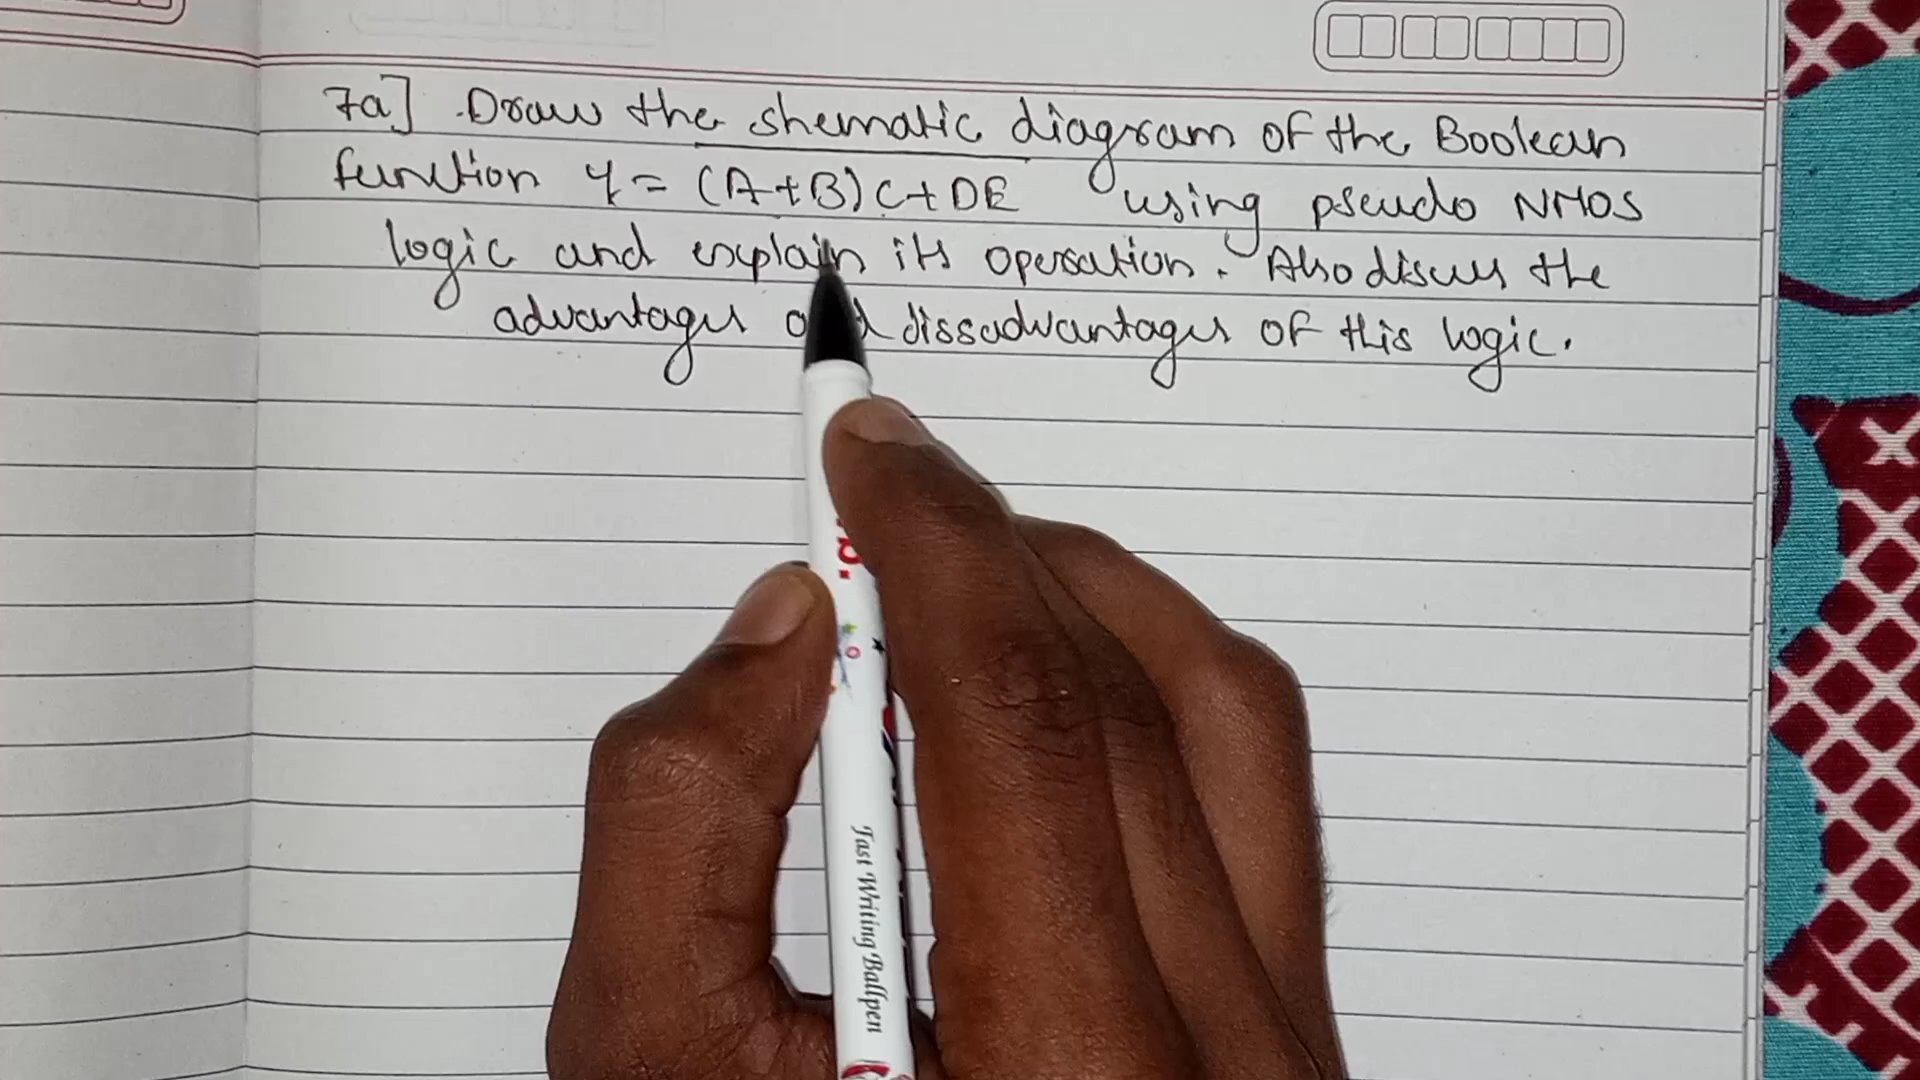 7a] Draw the shematic diagram of the Boolean
function Y = (A+B)C+DE using pseudo NMOS
logic and explain its operation. Also discuss the
advantages and dissadvantages of this logic.
Fast Writing Ballpen